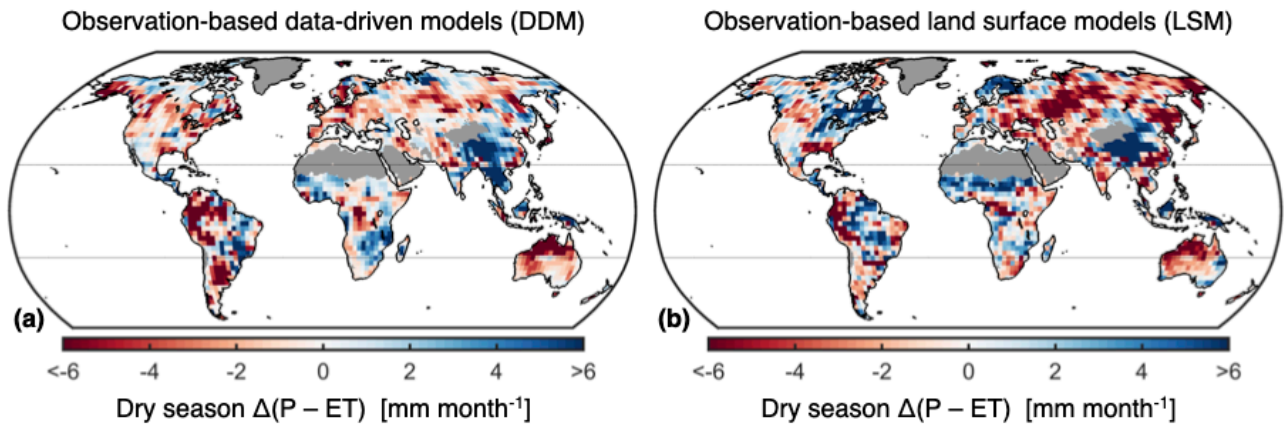 Observation-based data-driven models (DDM)
Observation-based land surface models (LSM)
(a)
(b)
<-6 -4 -2 0 2 4 >6
<-6 -4 -2 0 2 4 >6
Dry season Δ(P – ET) [mm month⁻¹]
Dry season Δ(P – ET) [mm month⁻¹]